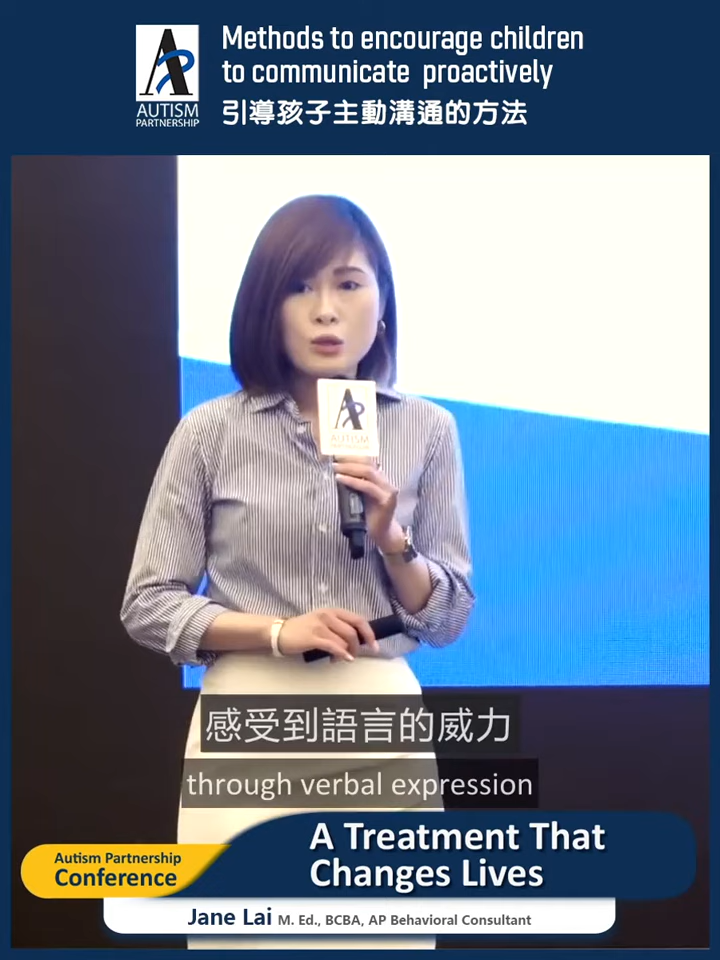 Methods to encourage children
to communicate proactively
引導孩子主動溝通的方法
AUTISM
PARTNERSHIP
AUTISM
感受到語言的威力
through verbal expression
A Treatment That
Changes Lives
Autism Partnership
Conference
Jane Lai M. Ed., BCBA, AP Behavioral Consultant